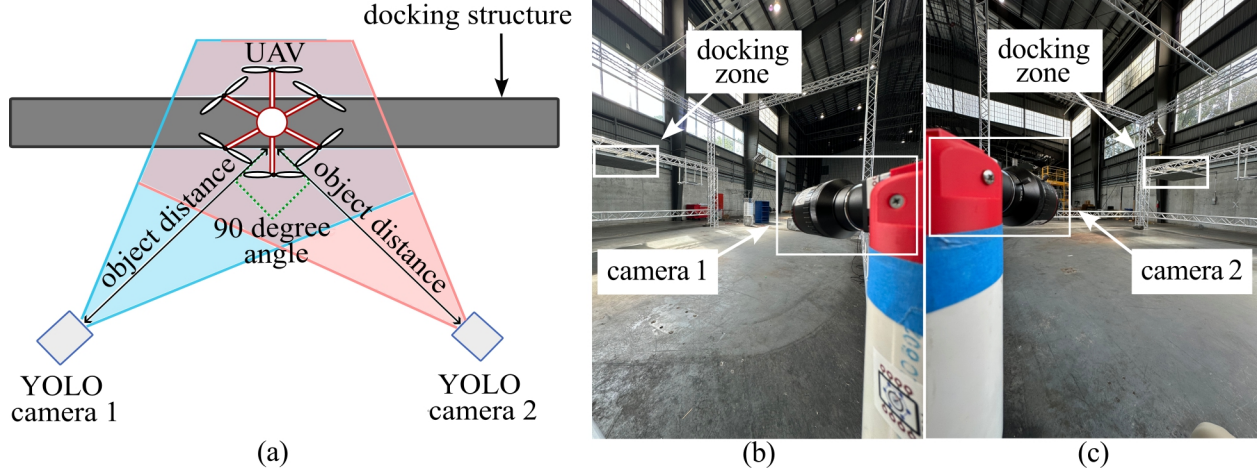 docking structure
UAV
object distance
object distance
90 degree
angle
YOLO
camera 1
YOLO
camera 2
(a)
docking
zone
camera 1
(b)
docking
zone
camera 2
(c)